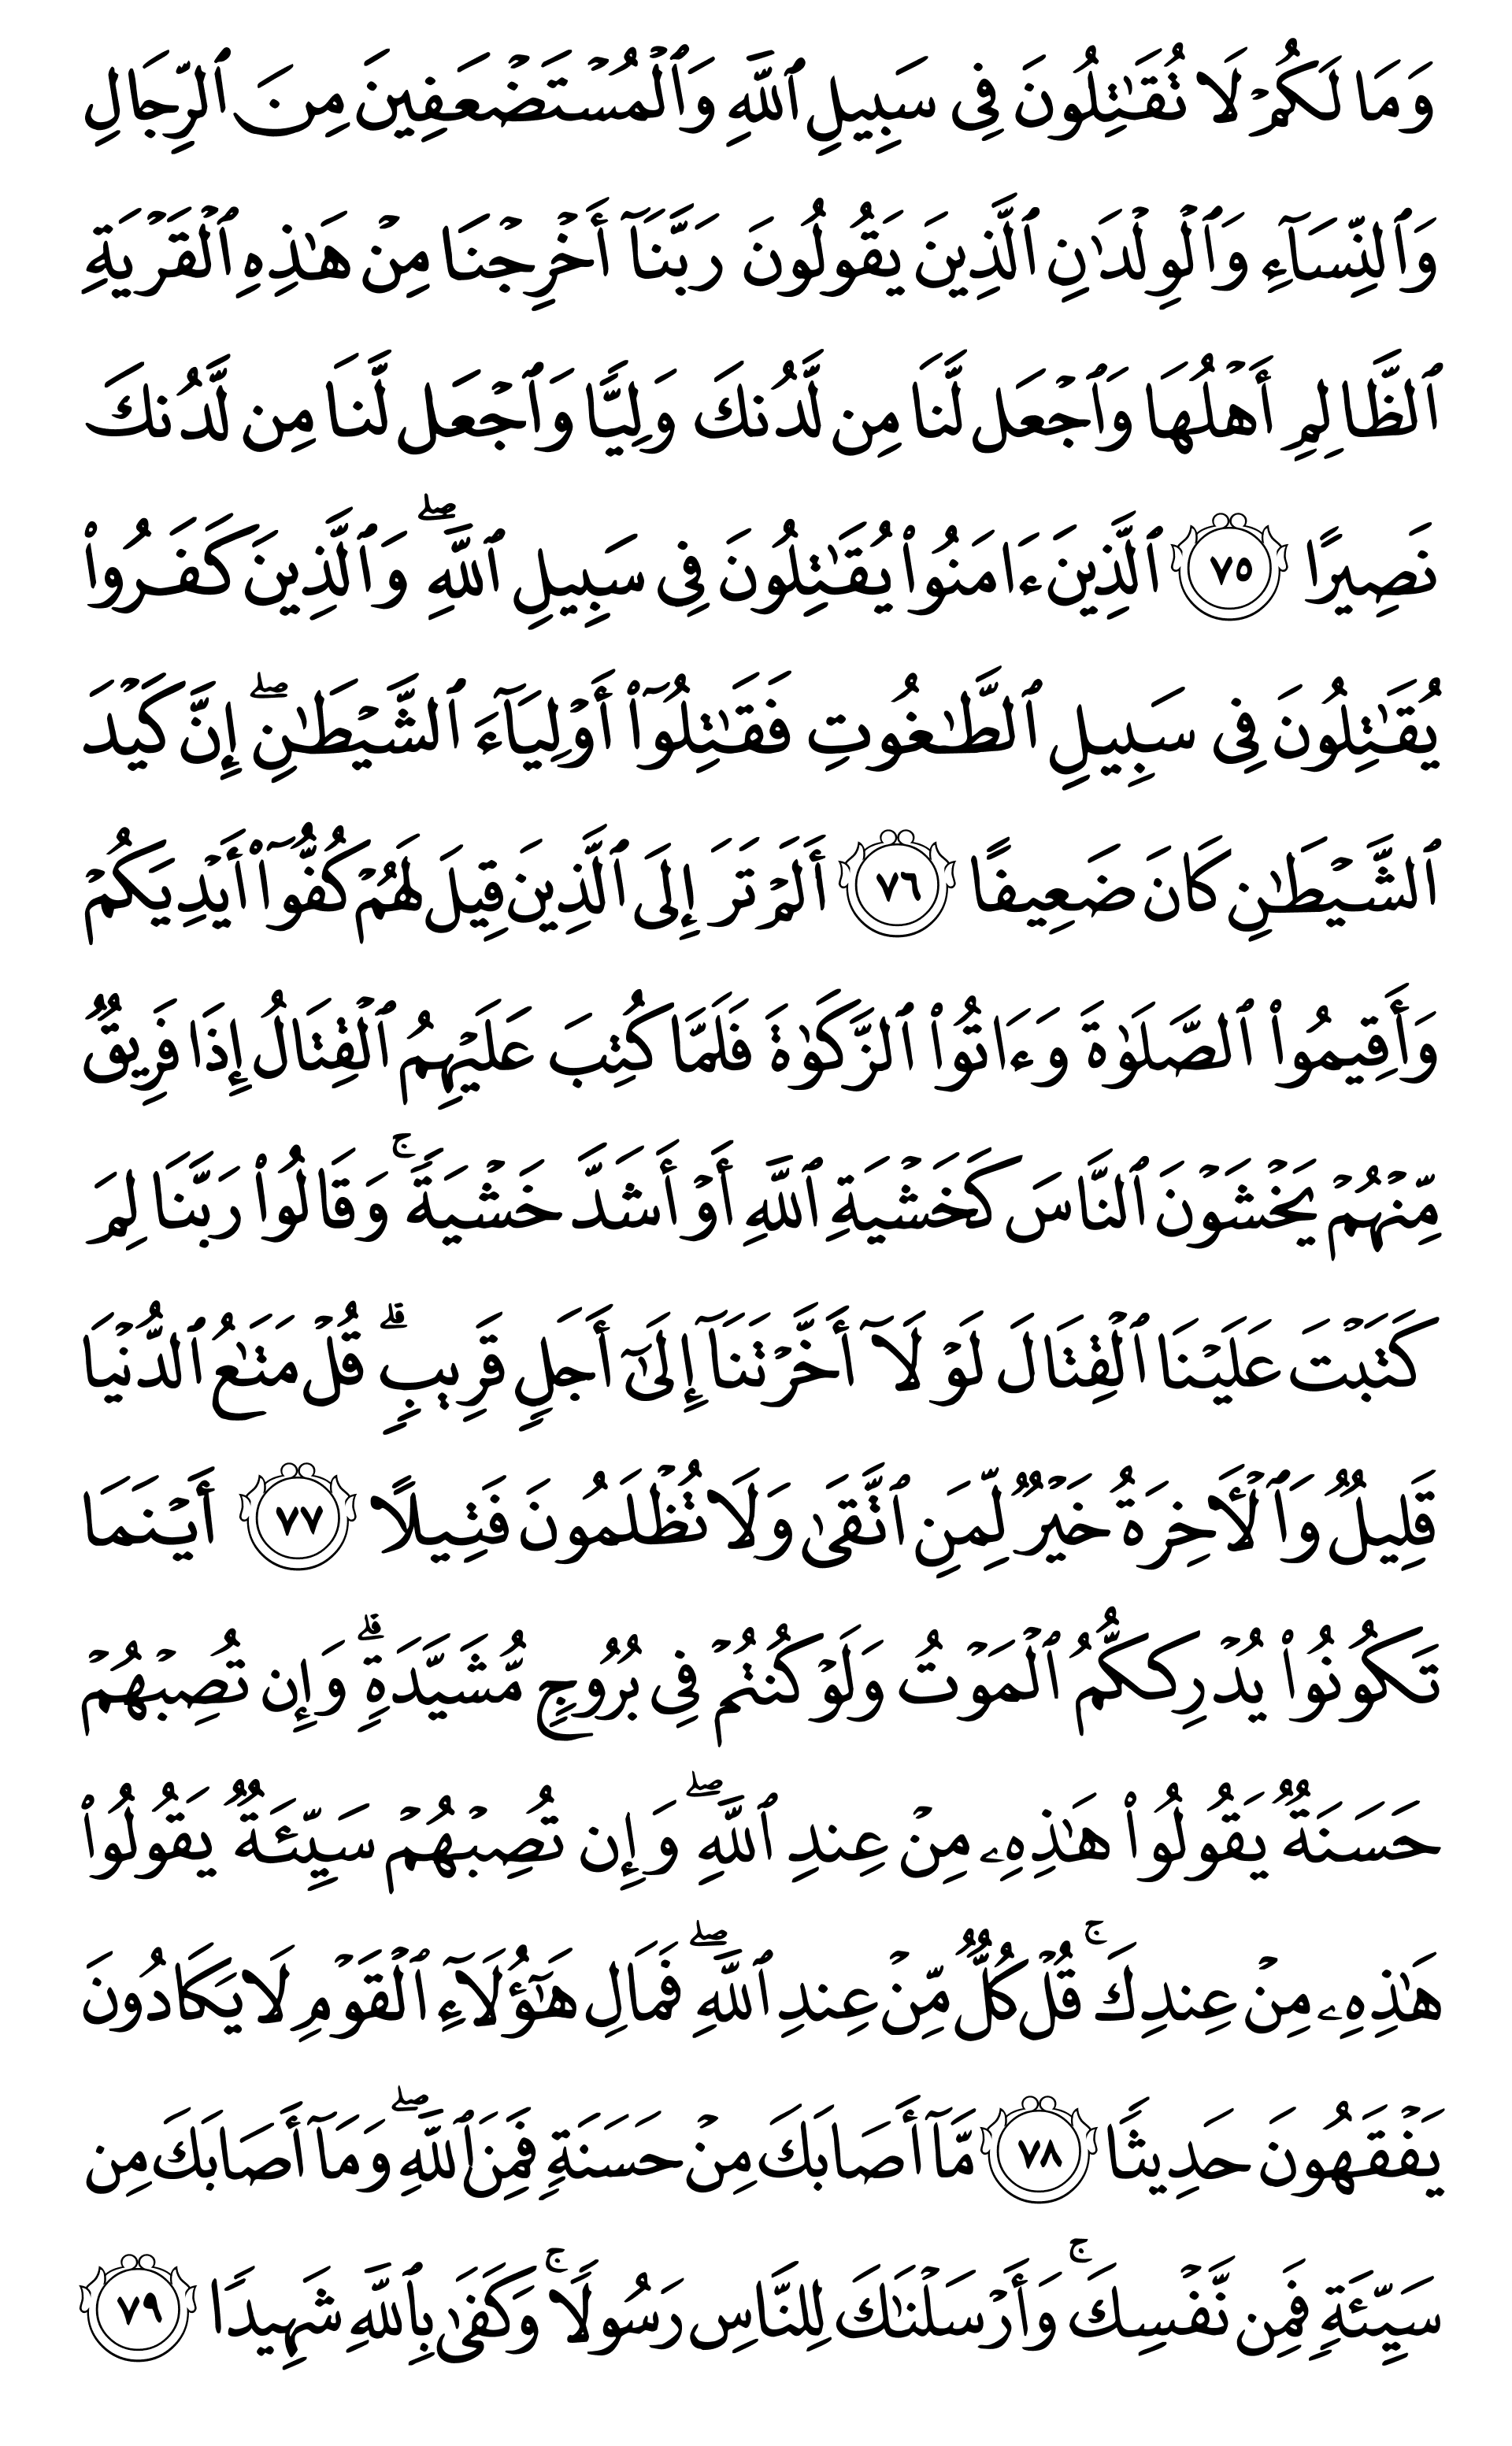 وَمَا لَكُمْ لَا تُقَـٰتِلُونَ فِى سَبِيلِ ٱللَّهِ وَٱلْمُسْتَضْعَفِينَ مِنَ ٱلرِّجَالِ
وَٱلنِّسَآءِ وَٱلْوِلْدَٰنِ ٱلَّذِينَ يَقُولُونَ رَبَّنَآ أَخْرِجْنَا مِنْ هَـٰذِهِ ٱلْقَرْيَةِ
ٱلظَّالِمِ أَهْلُهَا وَٱجْعَل لَّنَا مِن لَّدُنكَ وَلِيًّا وَٱجْعَل لَّنَا مِن لَّدُنكَ
نَصِيرًا ٧٥ ٱلَّذِينَ ءَامَنُوا۟ يُقَـٰتِلُونَ فِى سَبِيلِ ٱللَّهِ ۖ وَٱلَّذِينَ كَفَرُوا۟
يُقَـٰتِلُونَ فِى سَبِيلِ ٱلطَّـٰغُوتِ فَقَـٰتِلُوٓا۟ أَوْلِيَآءَ ٱلشَّيْطَـٰنِ ۖ إِنَّ كَيْدَ
ٱلشَّيْطَـٰنِ كَانَ ضَعِيفًا ٧٦ أَلَمْ تَرَ إِلَى ٱلَّذِينَ قِيلَ لَهُمْ كُفُّوٓا۟ أَيْدِيَكُمْ
وَأَقِيمُوا۟ ٱلصَّلَوٰةَ وَءَاتُوا۟ ٱلزَّكَوٰةَ فَلَمَّا كُتِبَ عَلَيْهِمُ ٱلْقِتَالُ إِذَا فَرِيقٌ
مِّنْهُمْ يَخْشَوْنَ ٱلنَّاسَ كَخَشْيَةِ ٱللَّهِ أَوْ أَشَدَّ خَشْيَةً ۚ وَقَالُوا۟ رَبَّنَا لِمَ
كَتَبْتَ عَلَيْنَا ٱلْقِتَالَ لَوْلَآ أَخَّرْتَنَآ إِلَىٰٓ أَجَلٍ قَرِيبٍ ۗ قُلْ مَتَـٰعُ ٱلدُّنْيَا
قَلِيلٌ وَٱلْـَٔاخِرَةُ خَيْرٌ لِّمَنِ ٱتَّقَىٰ وَلَا تُظْلَمُونَ فَتِيلًا ٧٧ أَيْنَمَا
تَكُونُوا۟ يُدْرِككُّمُ ٱلْمَوْتُ وَلَوْ كُنتُمْ فِى بُرُوجٍ مُّشَيَّدَةٍ ۗ وَإِن تُصِبْهُمْ
حَسَنَةٌ يَقُولُوا۟ هَـٰذِهِۦ مِنْ عِندِ ٱللَّهِ ۖ وَإِن تُصِبْهُمْ سَيِّئَةٌ يَقُولُوا۟
هَـٰذِهِۦ مِنْ عِندِكَ ۚ قُلْ كُلٌّ مِّنْ عِندِ ٱللَّهِ ۖ فَمَالِ هَـٰٓؤُلَآءِ ٱلْقَوْمِ لَا يَكَادُونَ
يَفْقَهُونَ حَدِيثًا ٧٨ مَّآ أَصَابَكَ مِنْ حَسَنَةٍ فَمِنَ ٱللَّهِ ۖ وَمَآ أَصَابَكَ مِن
سَيِّئَةٍ فَمِن نَّفْسِكَ ۚ وَأَرْسَلْنَـٰكَ لِلنَّاسِ رَسُولًا ۚ وَكَفَىٰ بِٱللَّهِ شَهِيدًا ٧٩